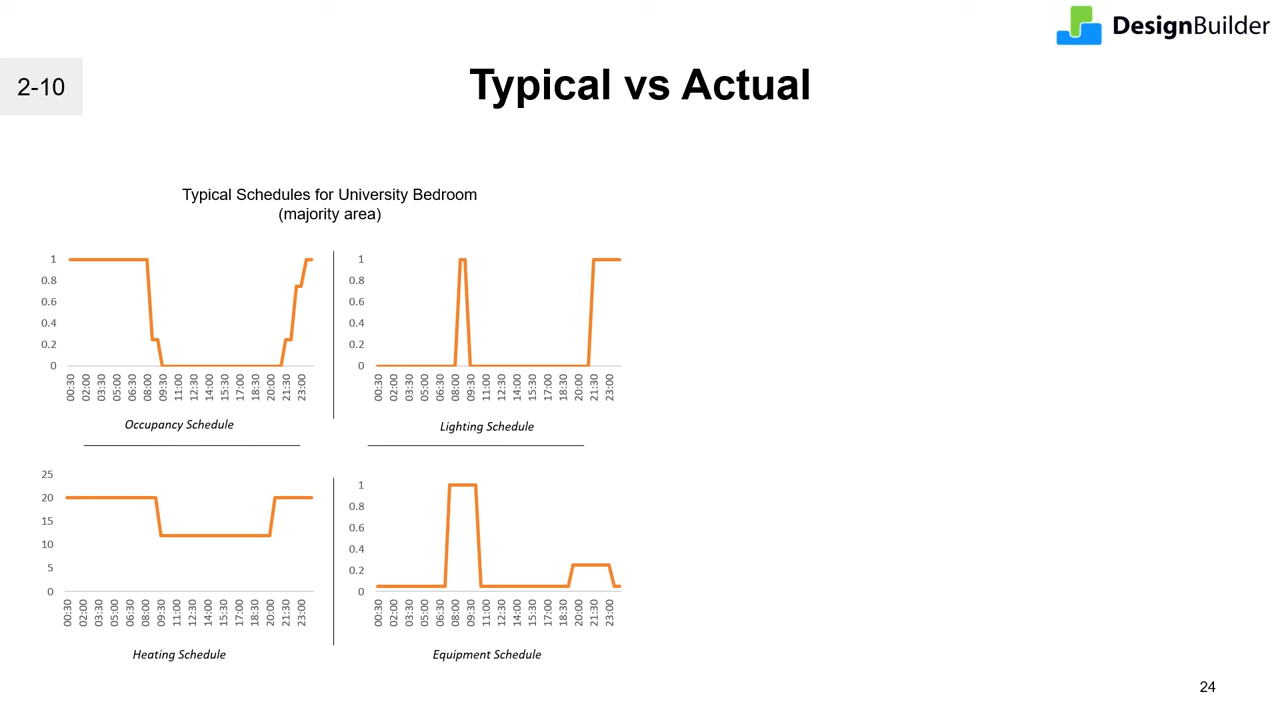 DesignBuilder
2-10
Typical vs Actual
Typical Schedules for University Bedroom
(majority area)
1
0.8
0.6
0.4
0.2
0
00:30 02:00 03:30 05:00 06:30 08:00 09:30 11:00 12:30 14:00 15:30 17:00 18:30 20:00 21:30 23:00
Occupancy Schedule
1
0.8
0.6
0.4
0.2
0
00:30 02:00 03:30 05:00 06:30 08:00 09:30 11:00 12:30 14:00 15:30 17:00 18:30 20:00 21:30 23:00
Lighting Schedule
25
20
15
10
5
0
00:30 02:00 03:30 05:00 06:30 08:00 09:30 11:00 12:30 14:00 15:30 17:00 18:30 20:00 21:30 23:00
Heating Schedule
1
0.8
0.6
0.4
0.2
0
00:30 02:00 03:30 05:00 06:30 08:00 09:30 11:00 12:30 14:00 15:30 17:00 18:30 20:00 21:30 23:00
Equipment Schedule
24